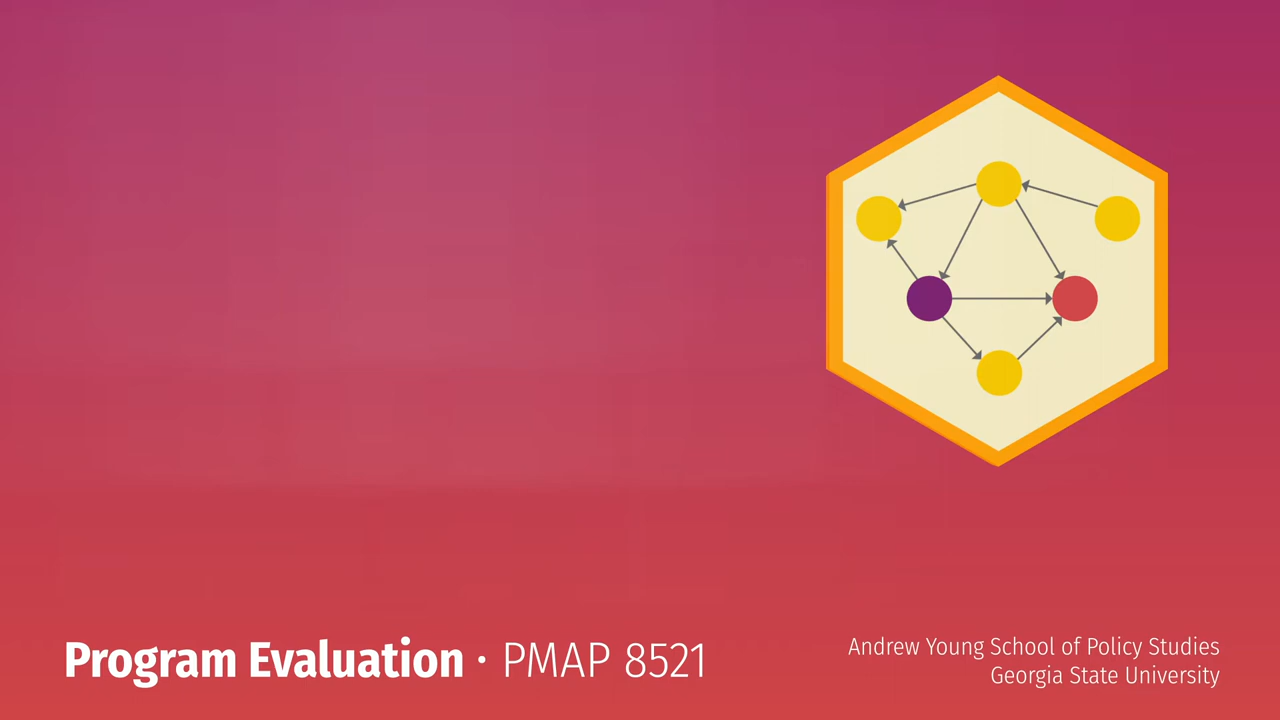 Program Evaluation · PMAP 8521
Andrew Young School of Policy Studies
Georgia State University